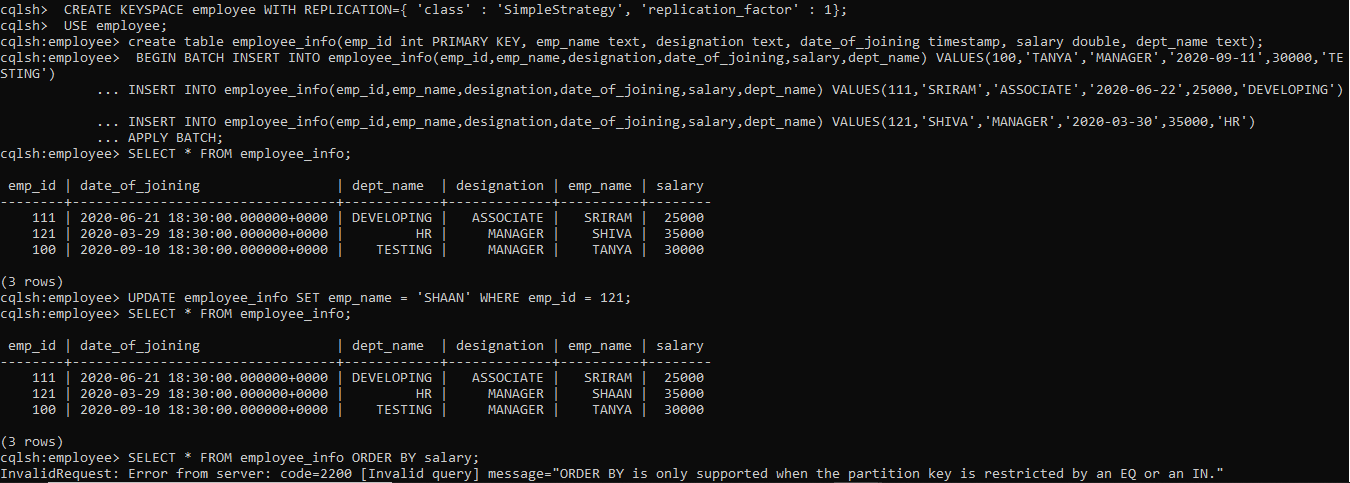 cqlsh>  CREATE KEYSPACE employee WITH REPLICATION={ 'class' : 'SimpleStrategy', 'replication_factor' : 1};
cqlsh>  USE employee;
cqlsh:employee> create table employee_info(emp_id int PRIMARY KEY, emp_name text, designation text, date_of_joining timestamp, salary double, dept_name text);
cqlsh:employee>  BEGIN BATCH INSERT INTO employee_info(emp_id,emp_name,designation,date_of_joining,salary,dept_name) VALUES(100,'TANYA','MANAGER','2020-09-11',30000,'TE
STING')
            ... INSERT INTO employee_info(emp_id,emp_name,designation,date_of_joining,salary,dept_name) VALUES(111,'SRIRAM','ASSOCIATE','2020-06-22',25000,'DEVELOPING')
            ... INSERT INTO employee_info(emp_id,emp_name,designation,date_of_joining,salary,dept_name) VALUES(121,'SHIVA','MANAGER','2020-03-30',35000,'HR')
            ... APPLY BATCH;
cqlsh:employee> SELECT * FROM employee_info;
 emp_id | date_of_joining                 | dept_name  | designation | emp_name | salary
--------+---------------------------------+------------+-------------+----------+--------
    111 | 2020-06-21 18:30:00.000000+0000 | DEVELOPING |   ASSOCIATE |   SRIRAM |  25000
    121 | 2020-03-29 18:30:00.000000+0000 |         HR |     MANAGER |    SHIVA |  35000
    100 | 2020-09-10 18:30:00.000000+0000 |    TESTING |     MANAGER |    TANYA |  30000
(3 rows)
cqlsh:employee> UPDATE employee_info SET emp_name = 'SHAAN' WHERE emp_id = 121;
cqlsh:employee> SELECT * FROM employee_info;
 emp_id | date_of_joining                 | dept_name  | designation | emp_name | salary
--------+---------------------------------+------------+-------------+----------+--------
    111 | 2020-06-21 18:30:00.000000+0000 | DEVELOPING |   ASSOCIATE |   SRIRAM |  25000
    121 | 2020-03-29 18:30:00.000000+0000 |         HR |     MANAGER |    SHAAN |  35000
    100 | 2020-09-10 18:30:00.000000+0000 |    TESTING |     MANAGER |    TANYA |  30000
(3 rows)
cqlsh:employee> SELECT * FROM employee_info ORDER BY salary;
InvalidRequest: Error from server: code=2200 [Invalid query] message="ORDER BY is only supported when the partition key is restricted by an EQ or an IN."